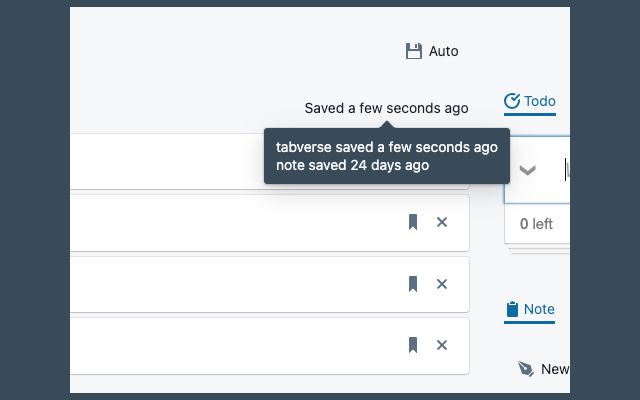 Auto
Saved a few seconds ago
Todo
tabverse saved a few seconds ago
note saved 24 days ago
0 left
Note
New